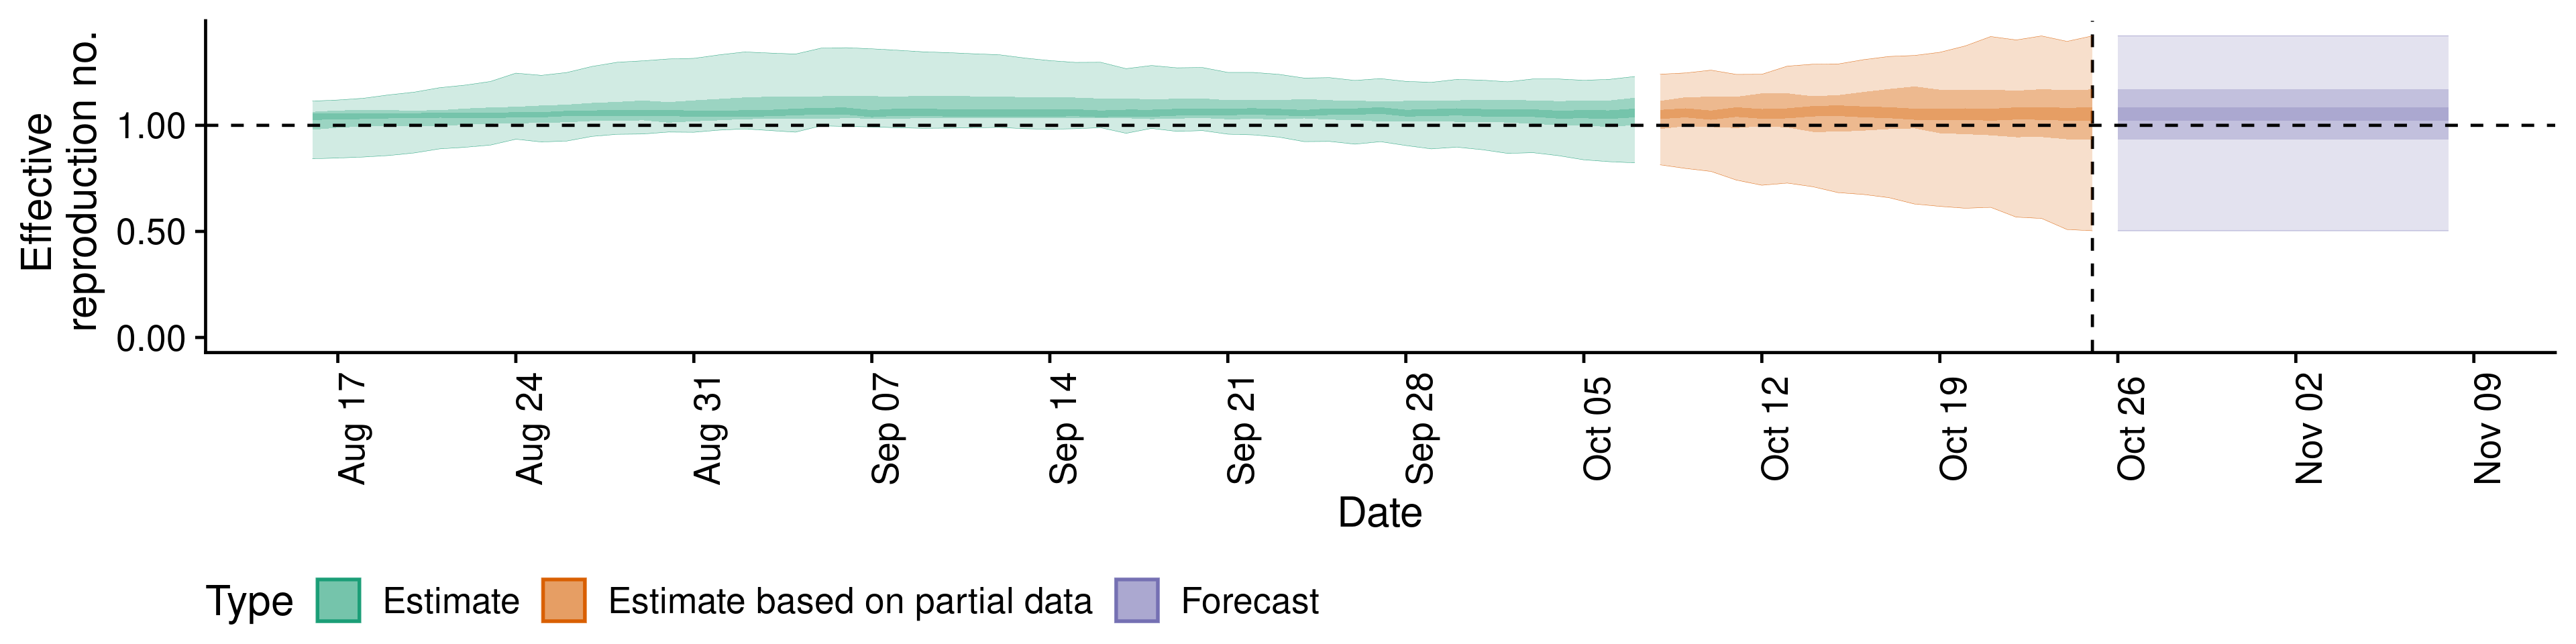 Effective
reproduction no.
1.00
0.50
0.00
Aug 17
Aug 24
Aug 31
Sep 07
Sep 14
Sep 21
Sep 28
Oct 05
Oct 12
Oct 19
Oct 26
Nov 02
Nov 09
Date
Type Estimate Estimate based on partial data Forecast